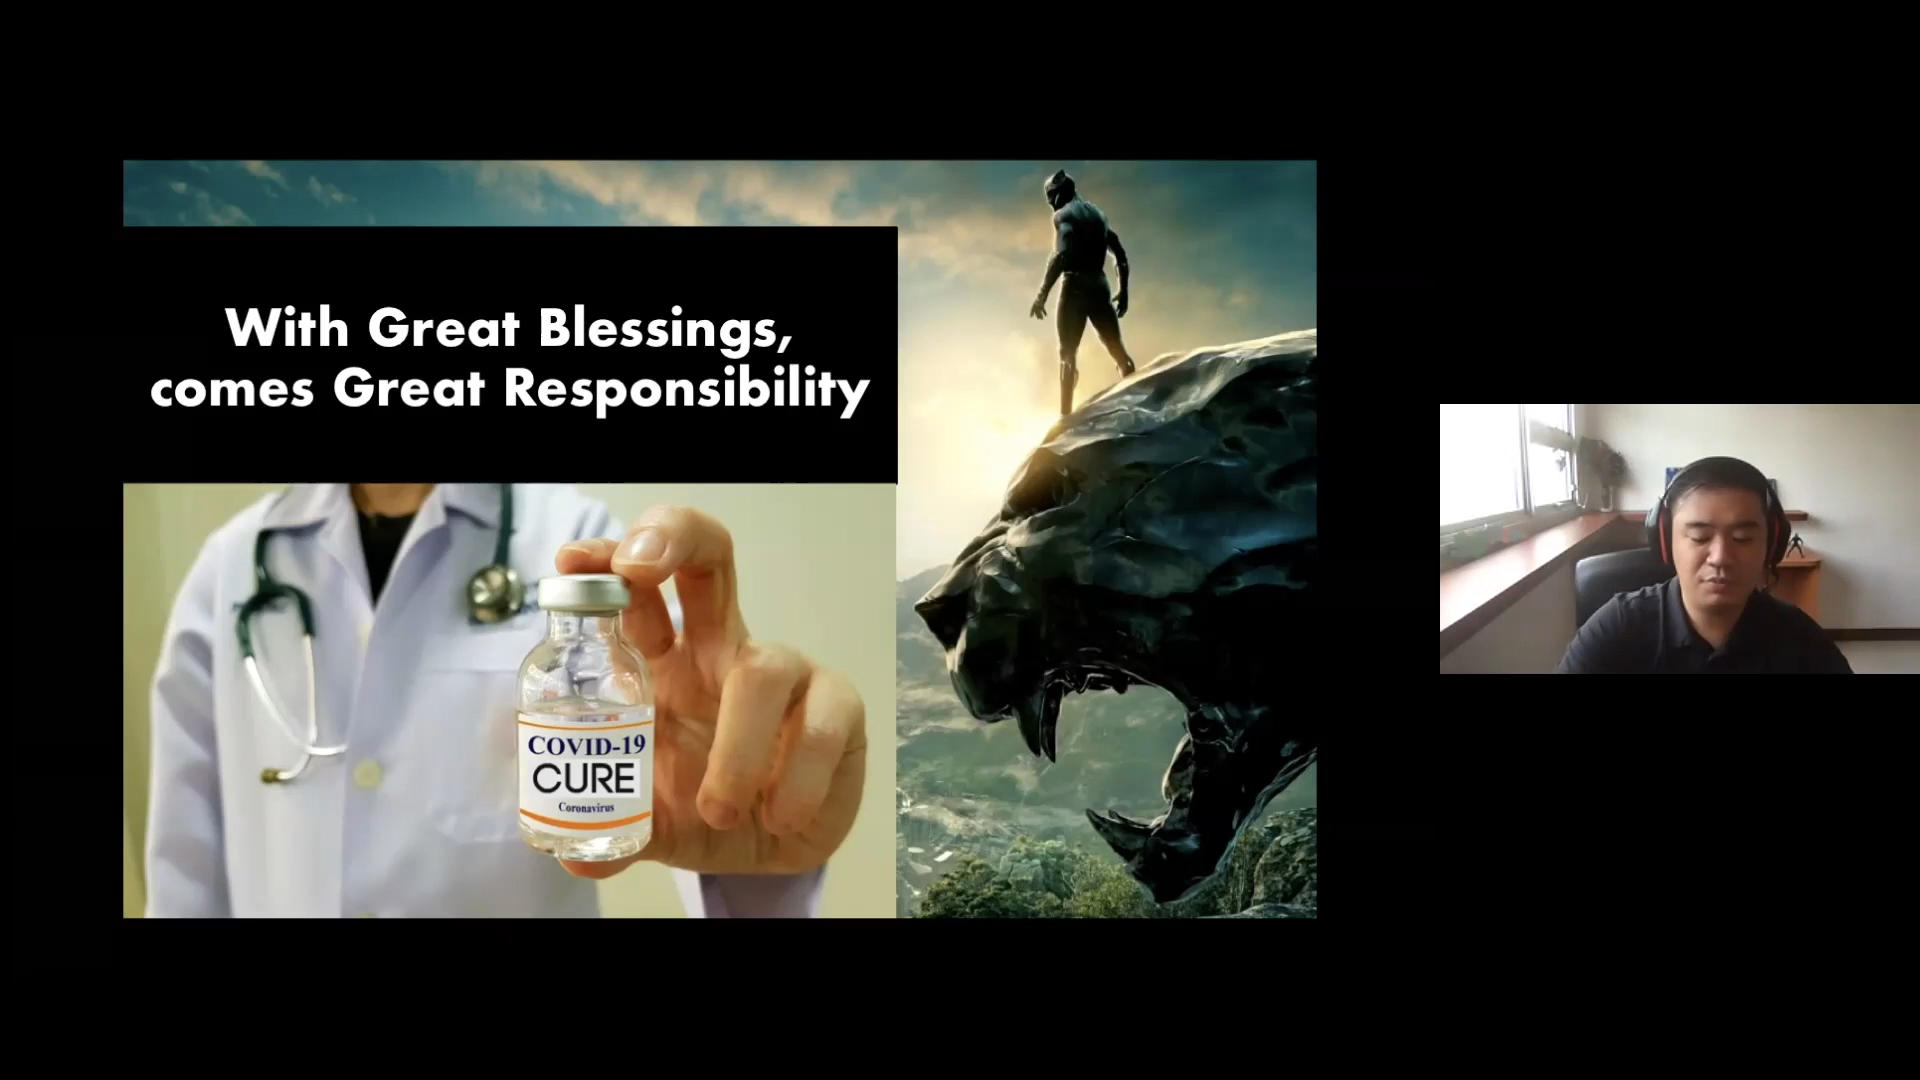 With Great Blessings,
comes Great Responsibility
COVID-19
CURE
Coronavirus